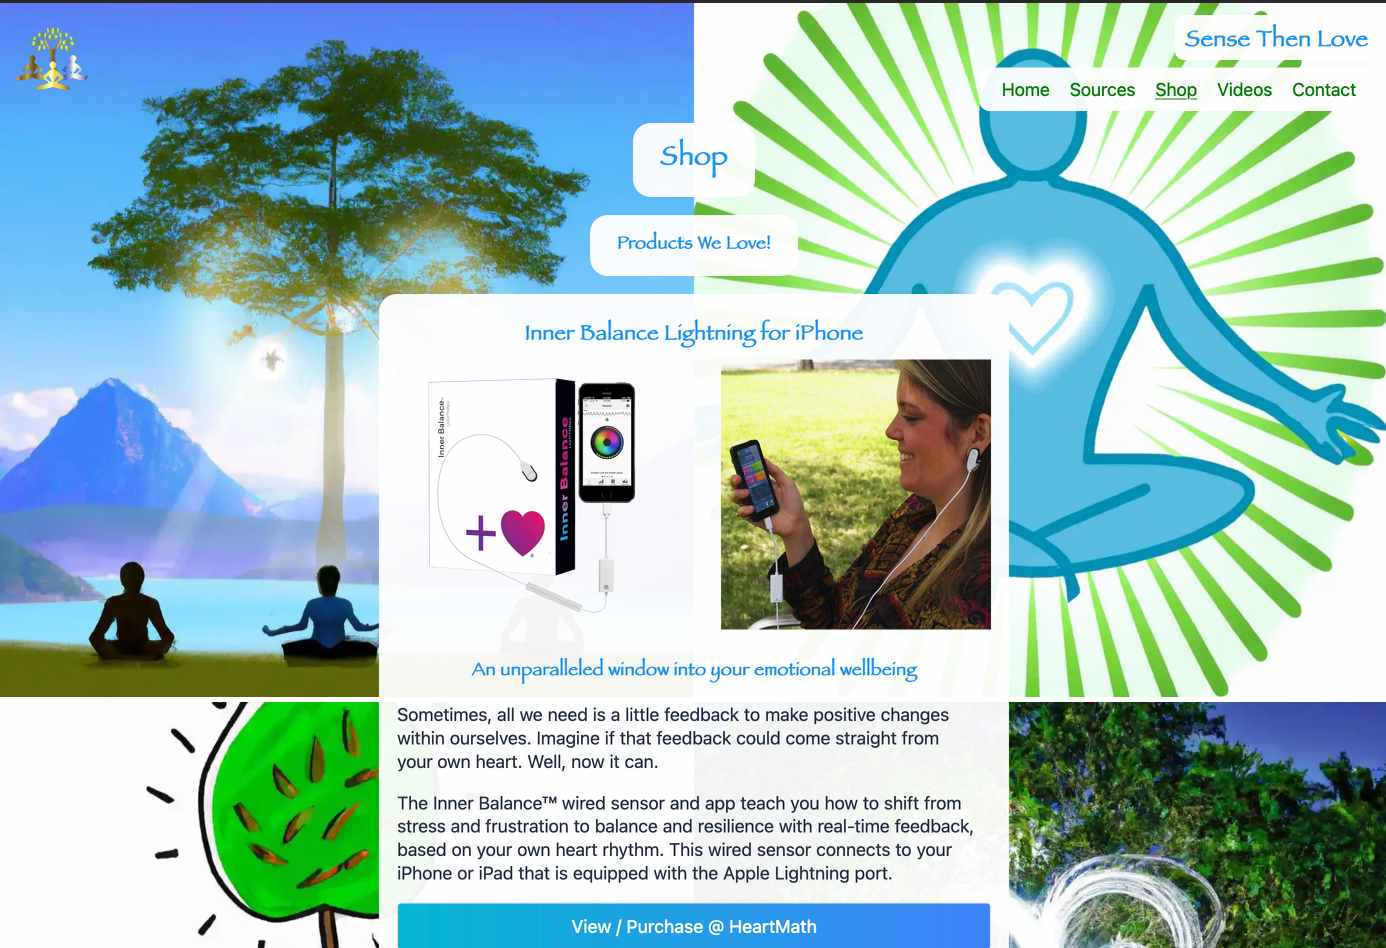 Sense Then Love
Home Sources Shop Videos Contact
Shop
Products We Love!
Inner Balance Lightning for iPhone
Inner Balance
Inner Balance
An unparalleled window into your emotional wellbeing
Sometimes, all we need is a little feedback to make positive changes
within ourselves. Imagine if that feedback could come straight from
your own heart. Well, now it can.
The Inner Balance™ wired sensor and app teach you how to shift from
stress and frustration to balance and resilience with real-time feedback,
based on your own heart rhythm. This wired sensor connects to your
iPhone or iPad that is equipped with the Apple Lightning port.
View / Purchase @ HeartMath